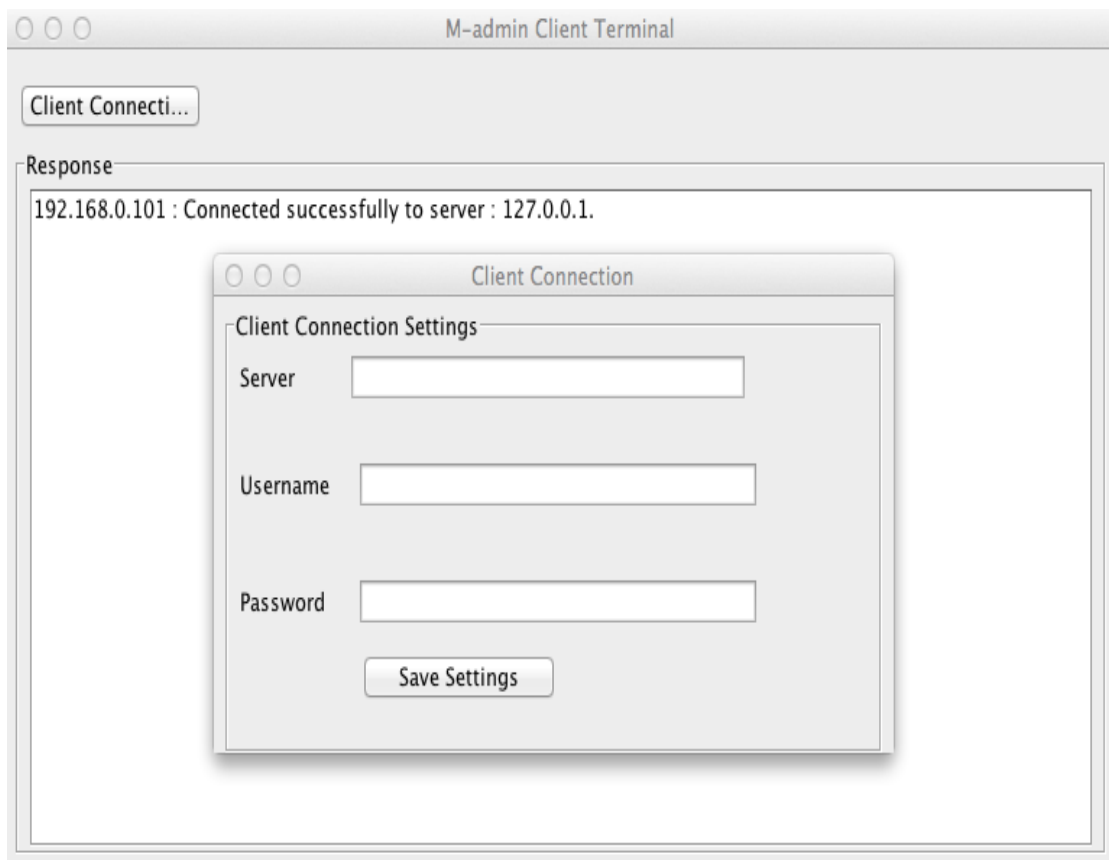 M-admin Client Terminal
Client Connecti...
Response
192.168.0.101 : Connected successfully to server : 127.0.0.1.
Client Connection
Client Connection Settings
Server
Username
Password
Save Settings